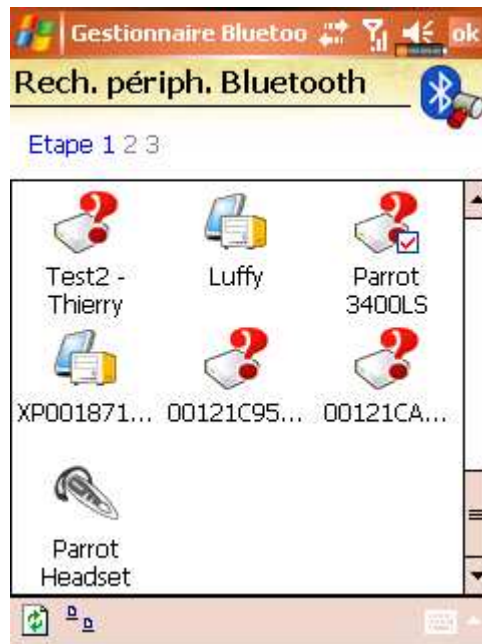 Gestionnaire Bluetoo
ok
Rech. périph. Bluetooth
Etape 1 2 3
Test2 -
Thierry
Luffy
Parrot
3400LS
XP001871...
00121C95...
00121CA...
Parrot
Headset